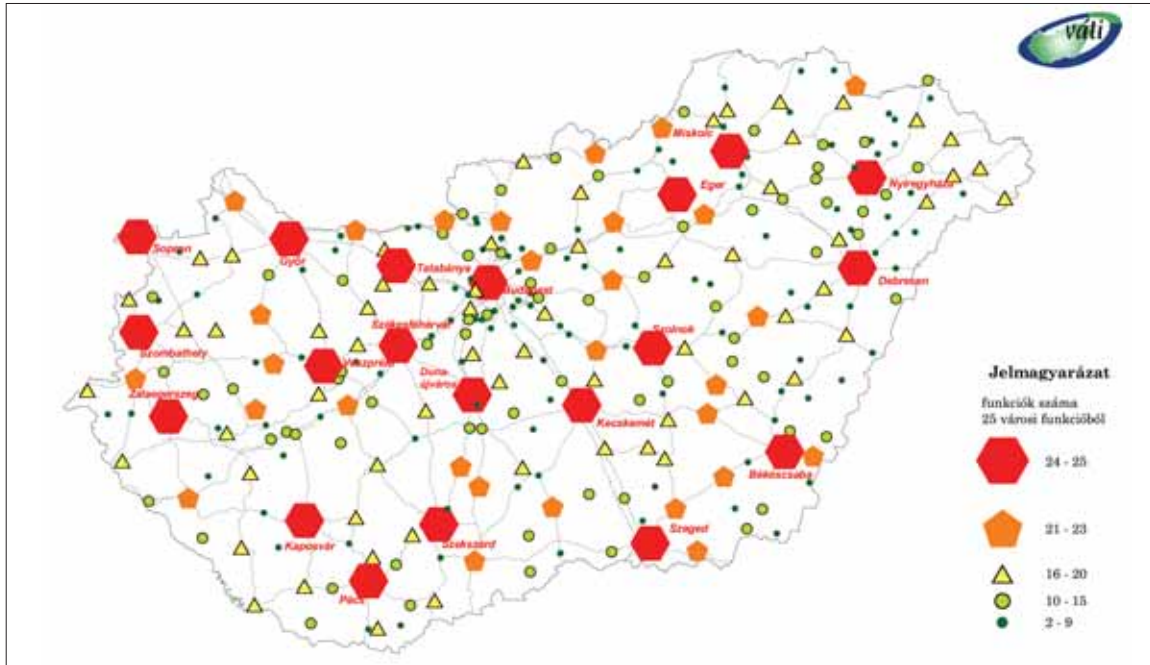 váti
Miskolc
Eger
Nyíregyháza
Sopron
Győr
Tatabánya
Budapest
Debrecen
Székesfehérvár
Szolnok
Szombathely
Veszprém
Duna-
újváros
Zalaegerszeg
Kecskemét
Békéscsaba
Szeged
Kaposvár
Szekszárd
Pécs
Jelmagyarázat
funkciók száma
25 városi funkcióból
24 - 25
21 - 23
16 - 20
10 - 15
2 - 9